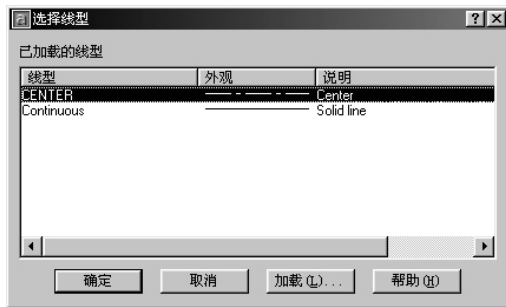 选择线型
已加载的线型
线型 外观 说明
CENTER Center
Continuous Solid line
确定 取消 加载(L)... 帮助(H)